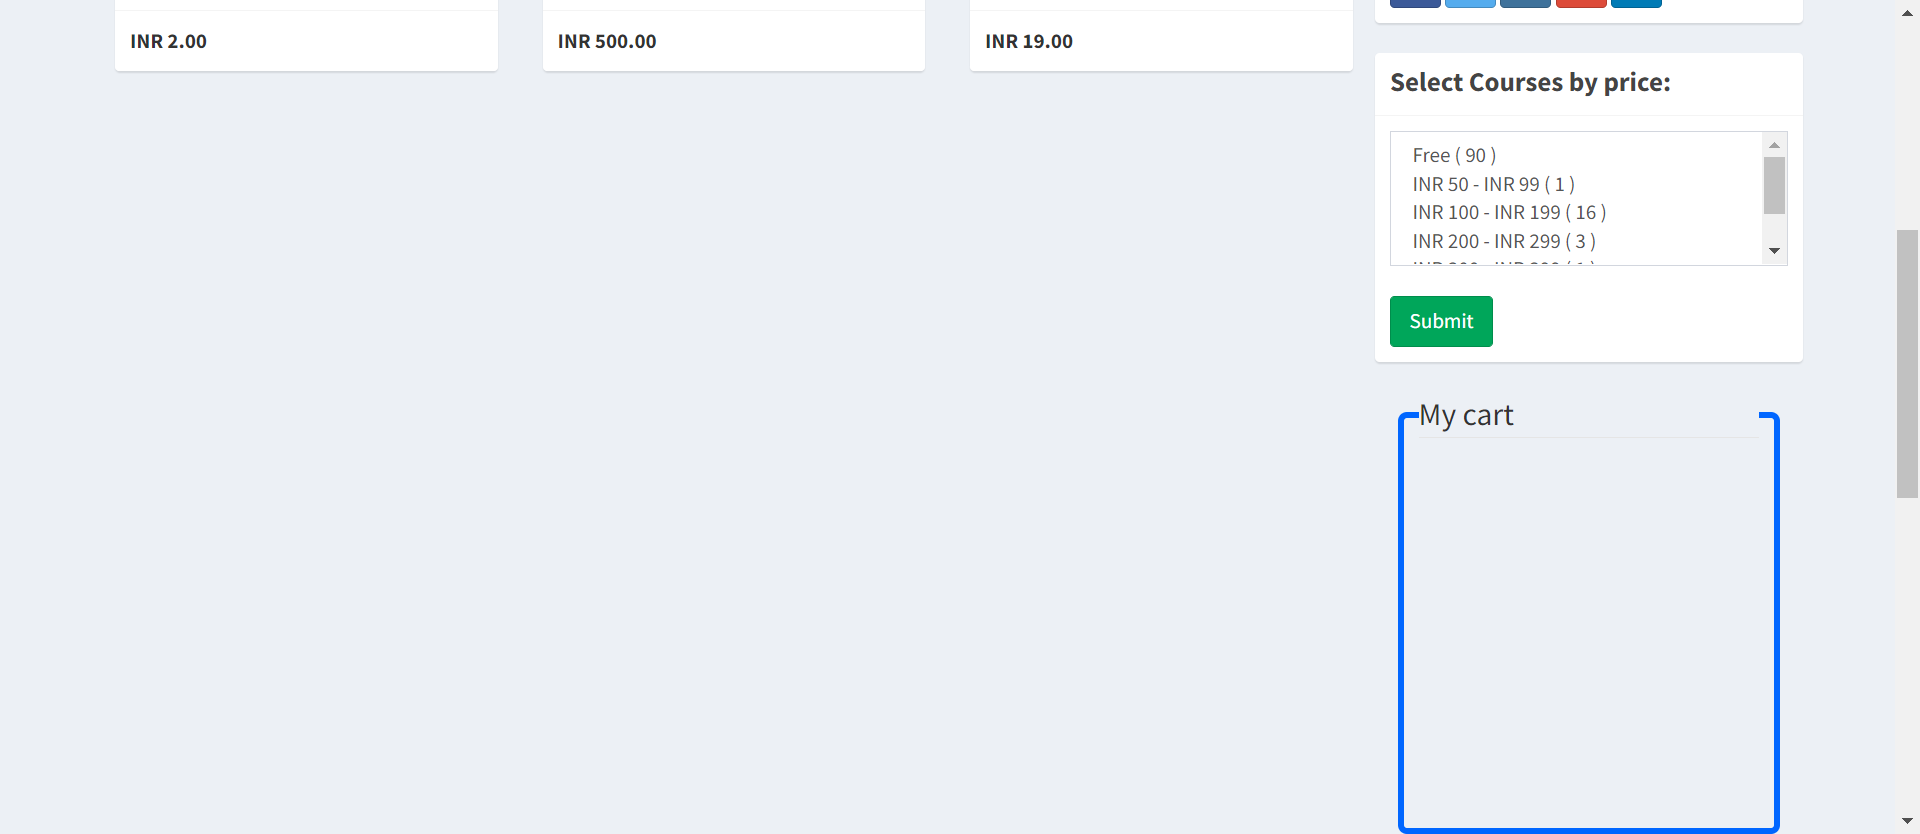 INR 2.00
INR 500.00
INR 19.00
Select Courses by price:
Free ( 90 )
INR 50 - INR 99 ( 1 )
INR 100 - INR 199 ( 16 )
INR 200 - INR 299 ( 3 )
Submit
My cart